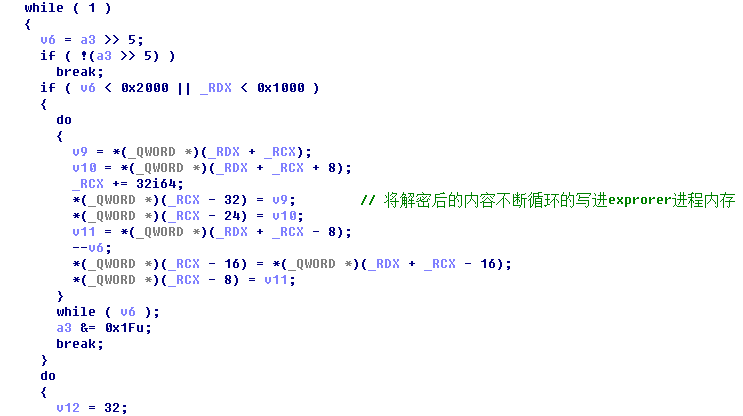 while ( 1 )
{
v6 = a3 >> 5;
if ( !(a3 >> 5) )
break;
if ( v6 < 0x2000 || _RDX < 0x1000 )
{
do
{
v9 = *(_QWORD *)(_RDX + _RCX);
v10 = *(_QWORD *)(_RDX + _RCX + 8);
_RCX += 32i64;
*(_QWORD *)(_RCX - 32) = v9; // 将解密后的内容不断循环的写进exprorer进程内存
*(_QWORD *)(_RCX - 24) = v10;
v11 = *(_QWORD *)(_RDX + _RCX - 8);
--v6;
*(_QWORD *)(_RCX - 16) = *(_QWORD *)(_RDX + _RCX - 16);
*(_QWORD *)(_RCX - 8) = v11;
}
while ( v6 );
a3 &= 0x1Fu;
break;
}
do
{
v12 = 32;